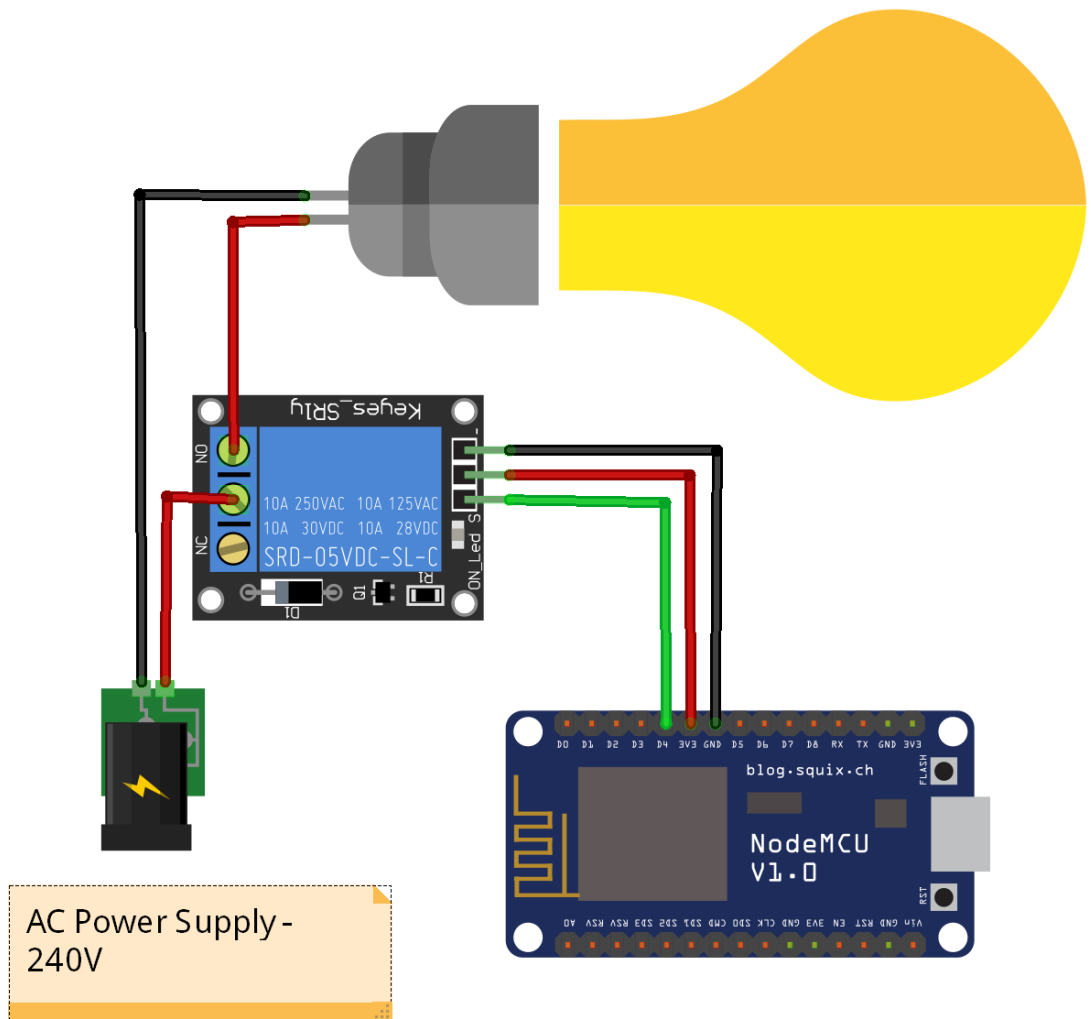 Keyes_SRly
NO
NC
10A 250VAC 10A 125VAC
10A 30VDC 10A 28VDC
SRD-05VDC-SL-C
-
S
ON_Led
D1
Q1
R1
D0 D1 D2 D3 D4 3V3 GND D5 D6 D7 D8 RX TX GND 3V3
blog.squix.ch
FLASH
NodeMCU
V1.0
RST
A0 RSV RSV SD3 SD2 SD1 CMD SD0 CLK GND 3V3 EN RST GND Vin
AC Power Supply -
240V